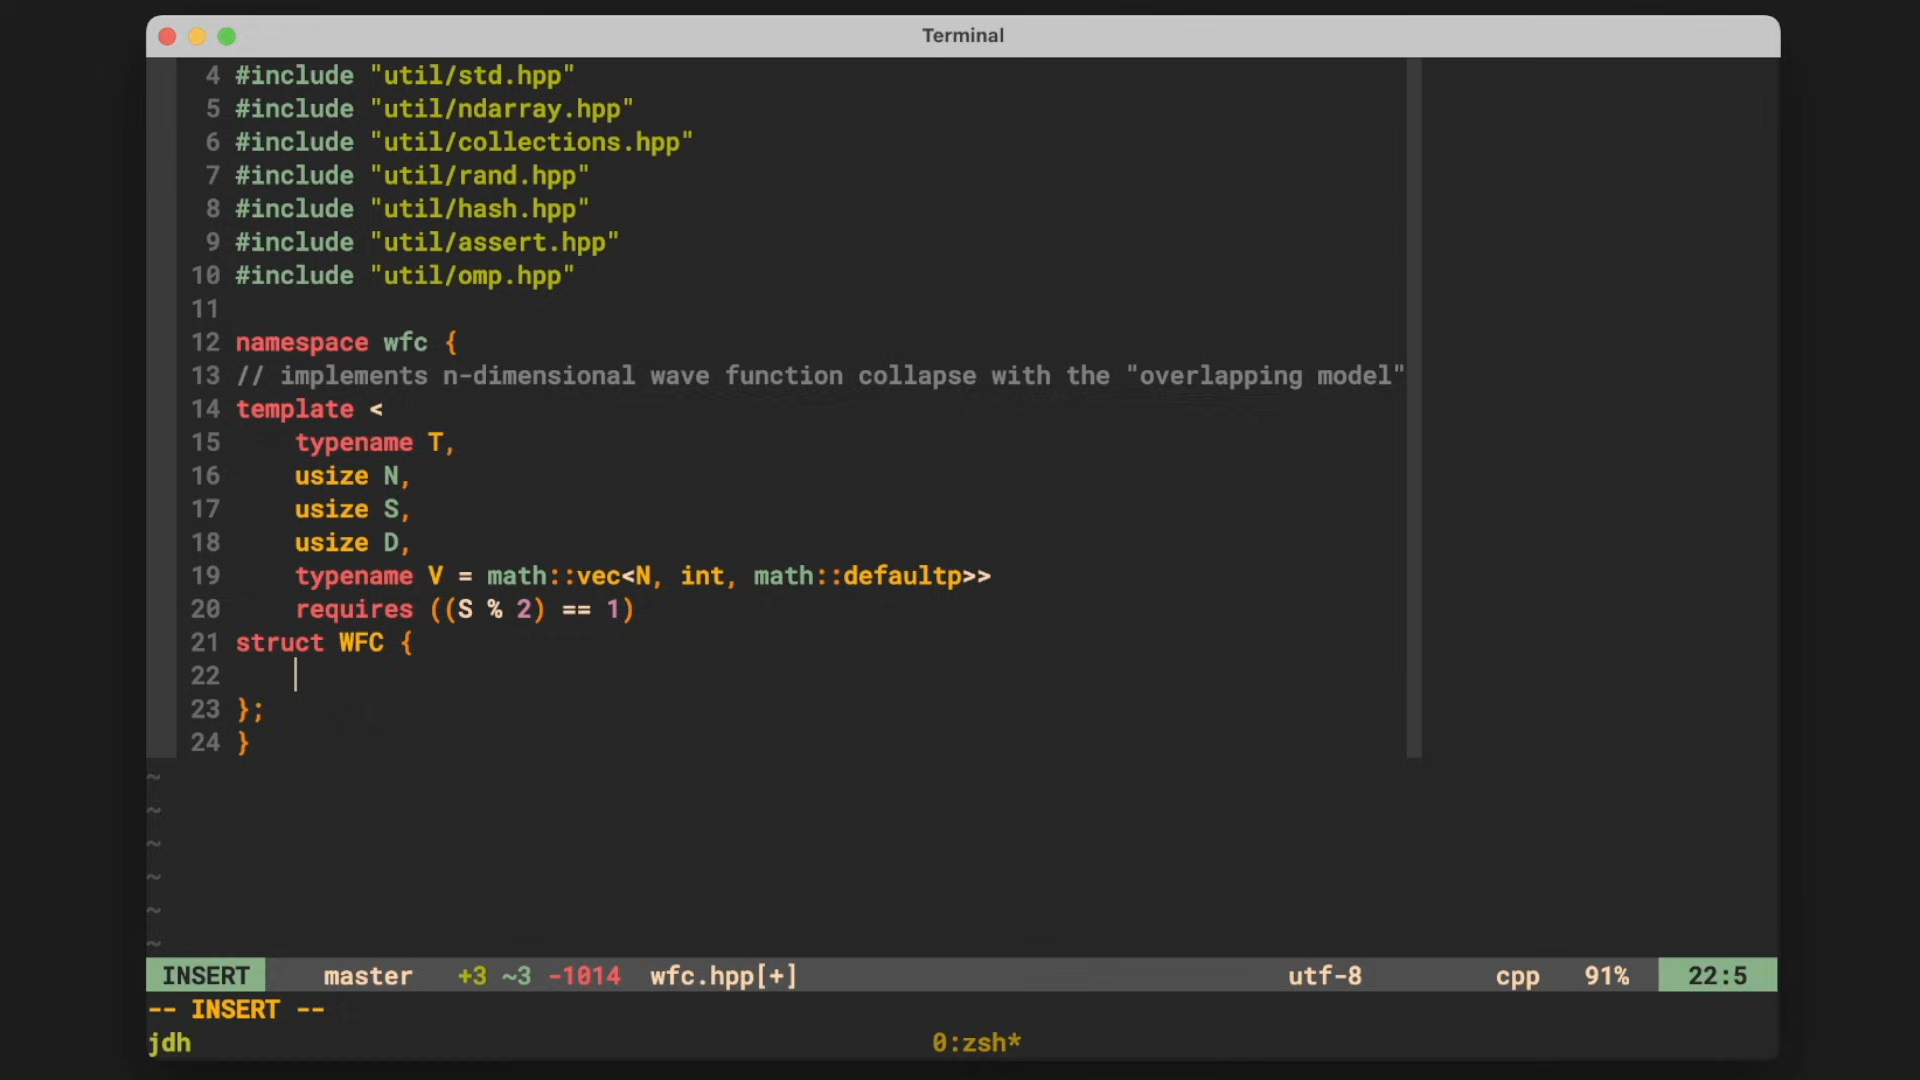 Terminal
4 #include "util/std.hpp"
5 #include "util/ndarray.hpp"
6 #include "util/collections.hpp"
7 #include "util/rand.hpp"
8 #include "util/hash.hpp"
9 #include "util/assert.hpp"
10 #include "util/omp.hpp"
11
12 namespace wfc {
13 // implements n-dimensional wave function collapse with the "overlapping model"
14 template <
15     typename T,
16     usize N,
17     usize S,
18     usize D,
19     typename V = math::vec<N, int, math::defaultp>>
20     requires ((S % 2) == 1)
21 struct WFC {
22
23 };
24 }
~
~
~
~
~
~
INSERT master +3 ~3 -1014 wfc.hpp[+] utf-8 cpp 91% 22:5
-- INSERT --
jdh 0:zsh*